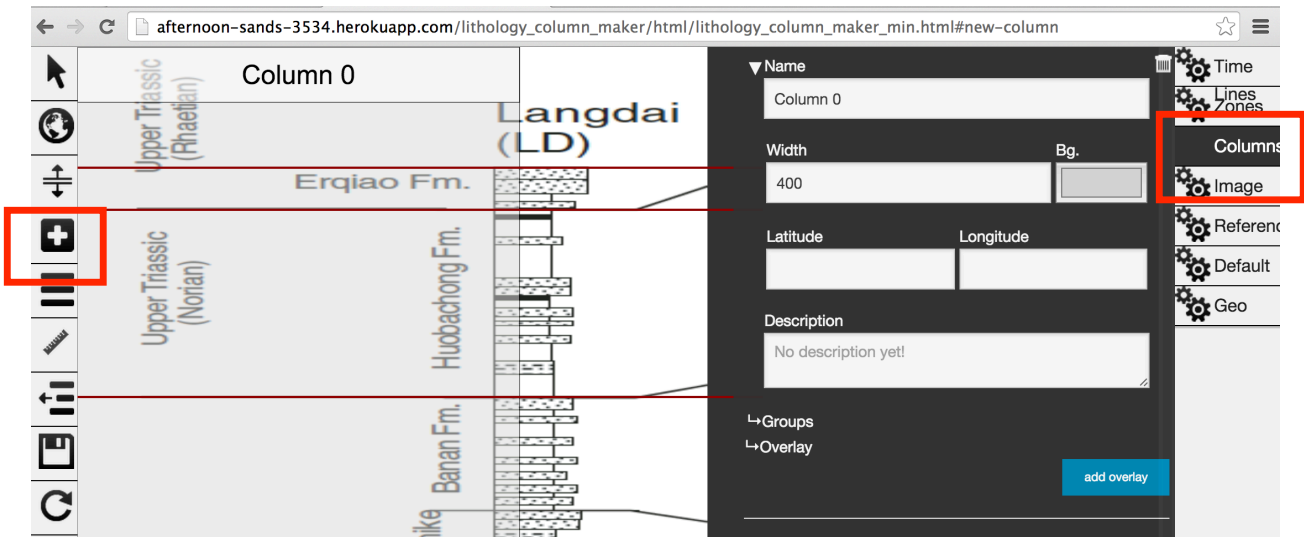 afternoon-sands-3534.herokuapp.com/lithology_column_maker/html/lithology_column_maker_min.html#new-column
Column 0
Upper Triassic
(Rhaetian)
Langdai
(LD)
Erqiao Fm.
Upper Triassic
(Norian)
Huobachong Fm.
Banan Fm.
nike
▼Name
Column 0
Width
Bg.
400
Latitude
Longitude
Description
No description yet!
↳Groups
↳Overlay
add overlay
Time
Lines
Zones
Columns
Image
Referenc
Default
Geo